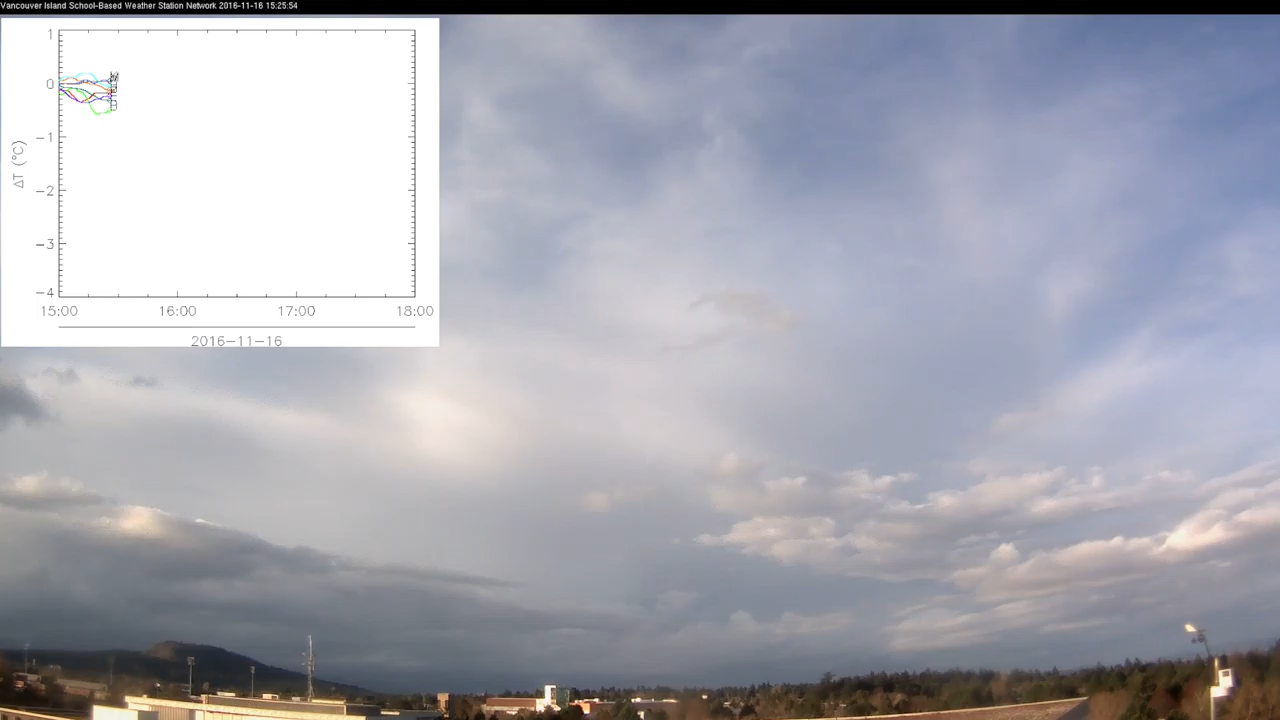 Vancouver Island School-Based Weather Station Network 2016-11-16 15:25:54
1
0
−1
−2
−3
−4
ΔT (°C)
15:00 16:00 17:00 18:00
2016−11−16